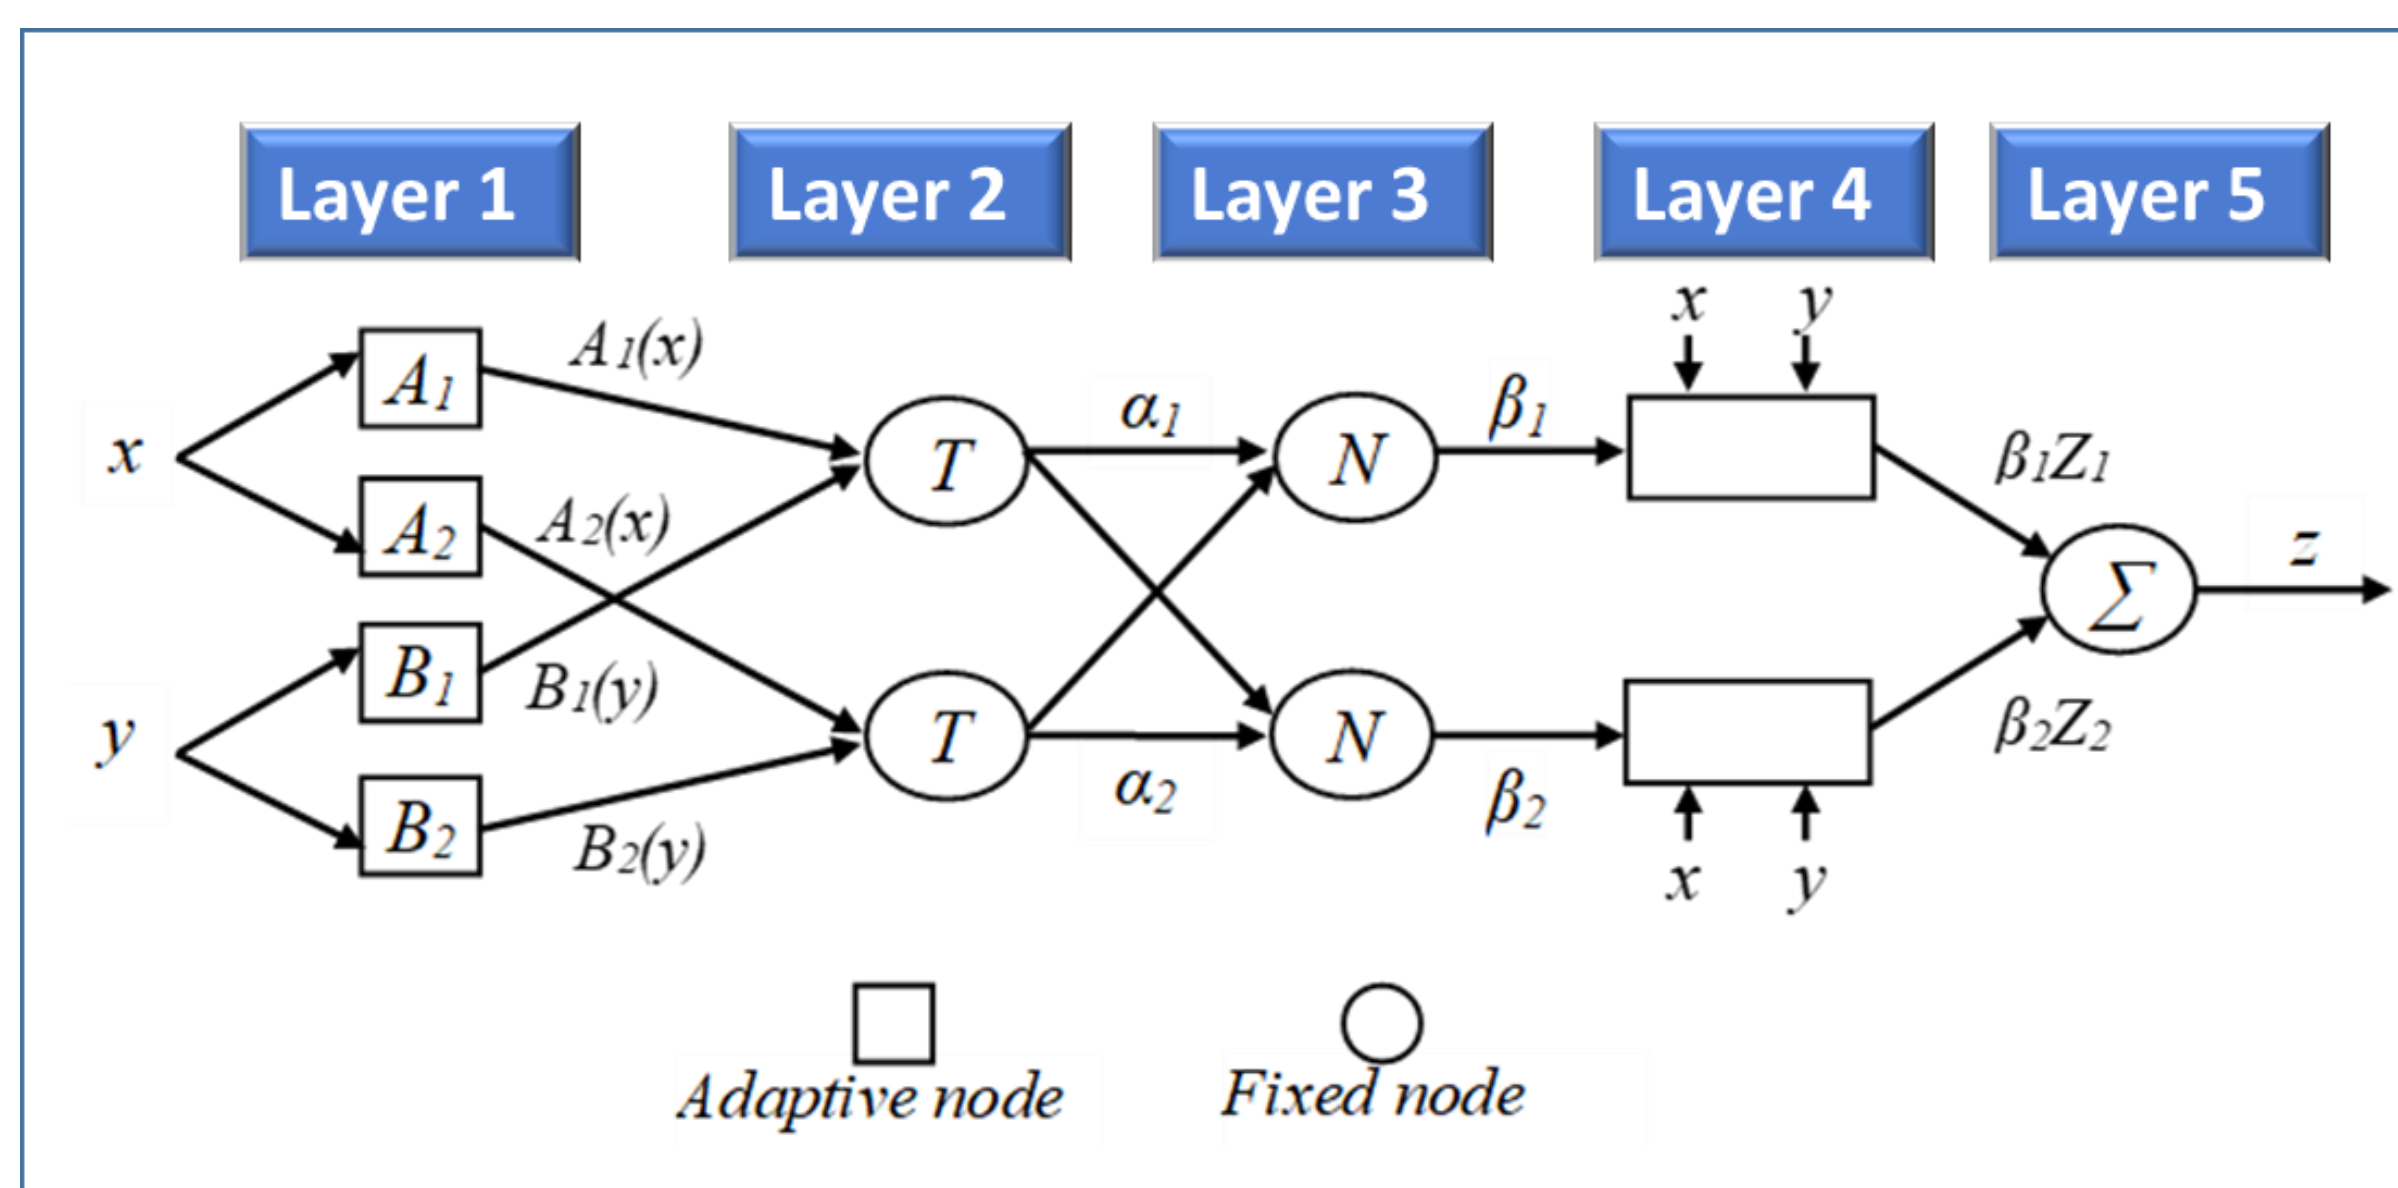 Layer 1 Layer 2 Layer 3 Layer 4 Layer 5
x y
A1(x)
A1 α1 β1
x T N β1Z1
A2 A2(x) z
Σ
B1 B1(y)
y T N β2Z2
B2 B2(y) α2 β2
x y
Adaptive node Fixed node